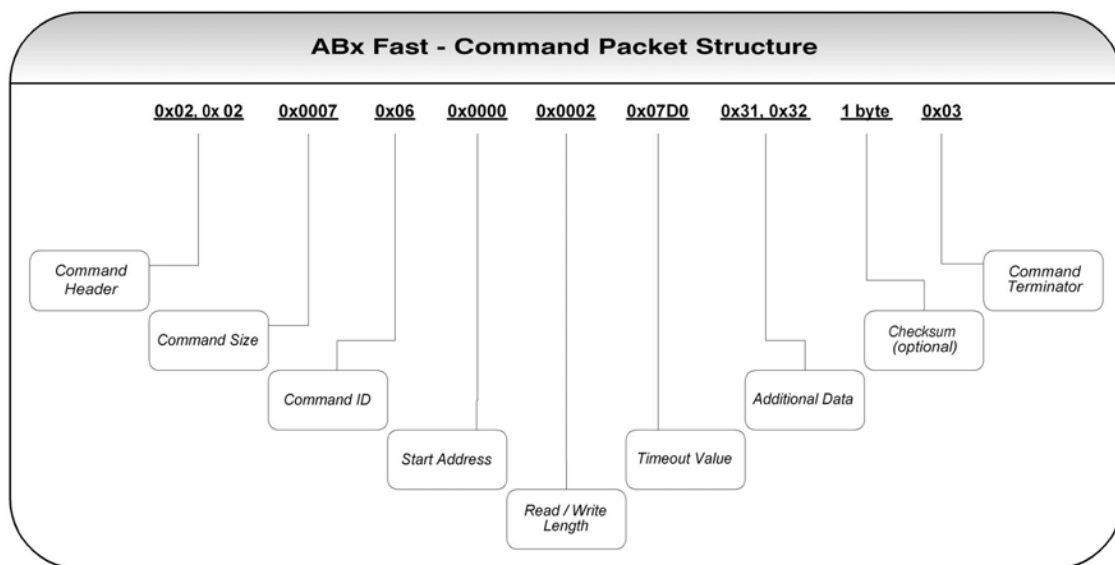 ABx Fast - Command Packet Structure
0x02, 0x 02 0x0007 0x06 0x0000 0x0002 0x07D0 0x31, 0x32 1 byte 0x03
Command
Header
Command Size
Command ID
Start Address
Read / Write
Length
Timeout Value
Additional Data
Checksum
(optional)
Command
Terminator